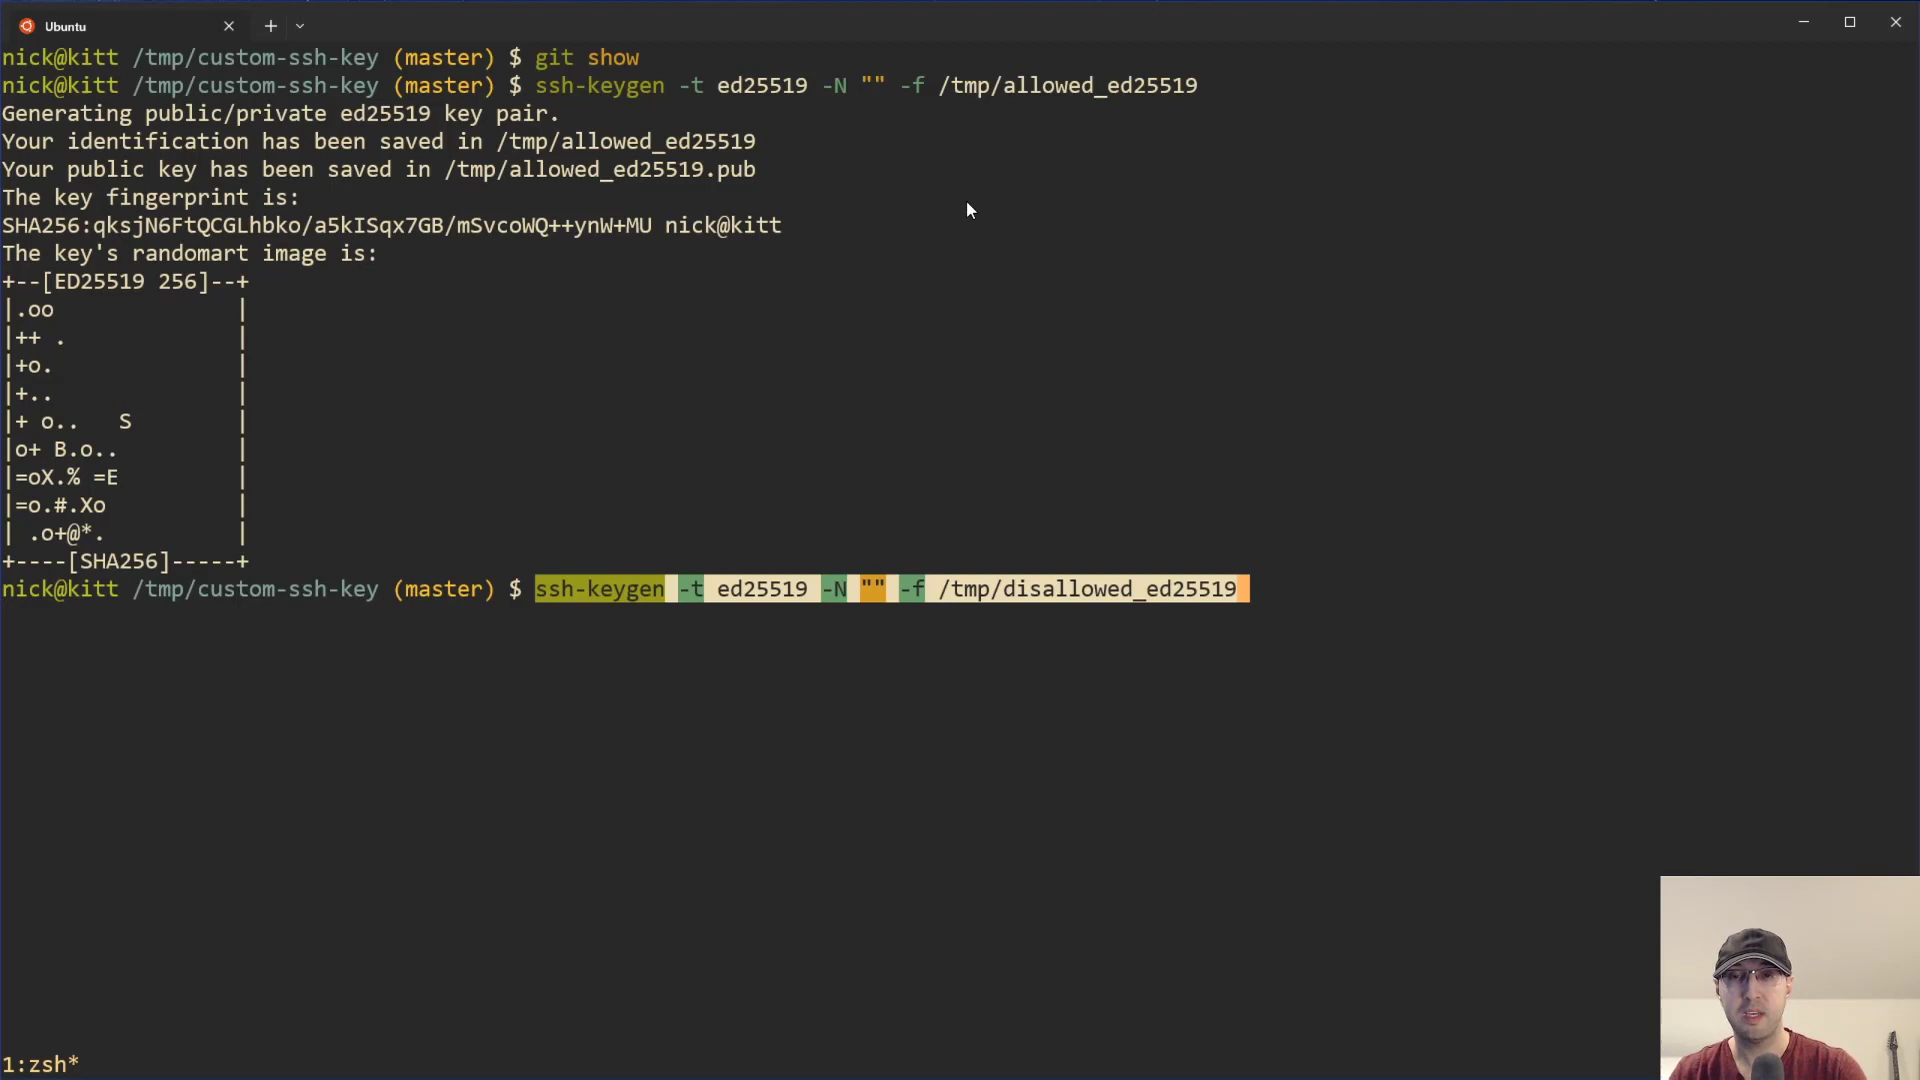 Ubuntu
nick@kitt /tmp/custom-ssh-key (master) $ git show
nick@kitt /tmp/custom-ssh-key (master) $ ssh-keygen -t ed25519 -N "" -f /tmp/allowed_ed25519
Generating public/private ed25519 key pair.
Your identification has been saved in /tmp/allowed_ed25519
Your public key has been saved in /tmp/allowed_ed25519.pub
The key fingerprint is:
SHA256:qksjN6FtQCGLhbko/a5kISqx7GB/mSvcoWQ++ynW+MU nick@kitt
The key's randomart image is:
+--[ED25519 256]--+
|.oo              |
|++ .             |
|+o.              |
|+..              |
|+ o..   S        |
|o+ B.o..         |
|=oX.% =E         |
|=o.#.Xo          |
| .o+@*.          |
+----[SHA256]-----+
nick@kitt /tmp/custom-ssh-key (master) $ ssh-keygen -t ed25519 -N "" -f /tmp/disallowed_ed25519
1:zsh*